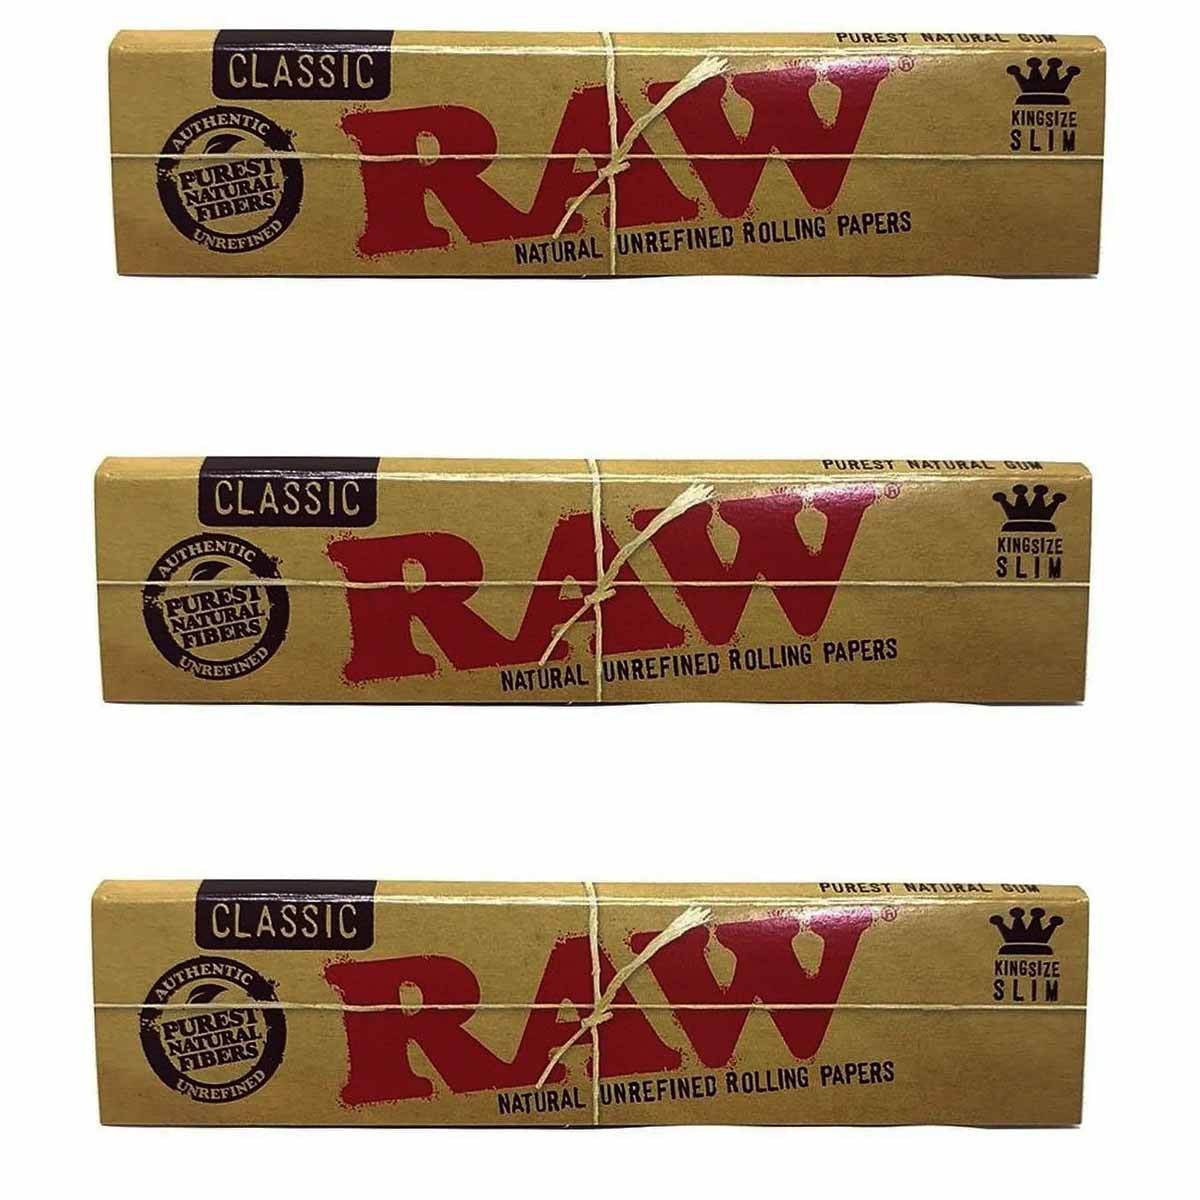 PUREST NATURAL GUM
CLASSIC
RAW®
KINGSIZE
SLIM
AUTHENTIC
PUREST
NATURAL
FIBERS
UNREFINED
NATURAL UNREFINED ROLLING PAPERS
PUREST NATURAL GUM
CLASSIC
RAW®
KINGSIZE
SLIM
AUTHENTIC
PUREST
NATURAL
FIBERS
UNREFINED
NATURAL UNREFINED ROLLING PAPERS
PUREST NATURAL GUM
CLASSIC
RAW®
KINGSIZE
SLIM
AUTHENTIC
PUREST
NATURAL
FIBERS
UNREFINED
NATURAL UNREFINED ROLLING PAPERS